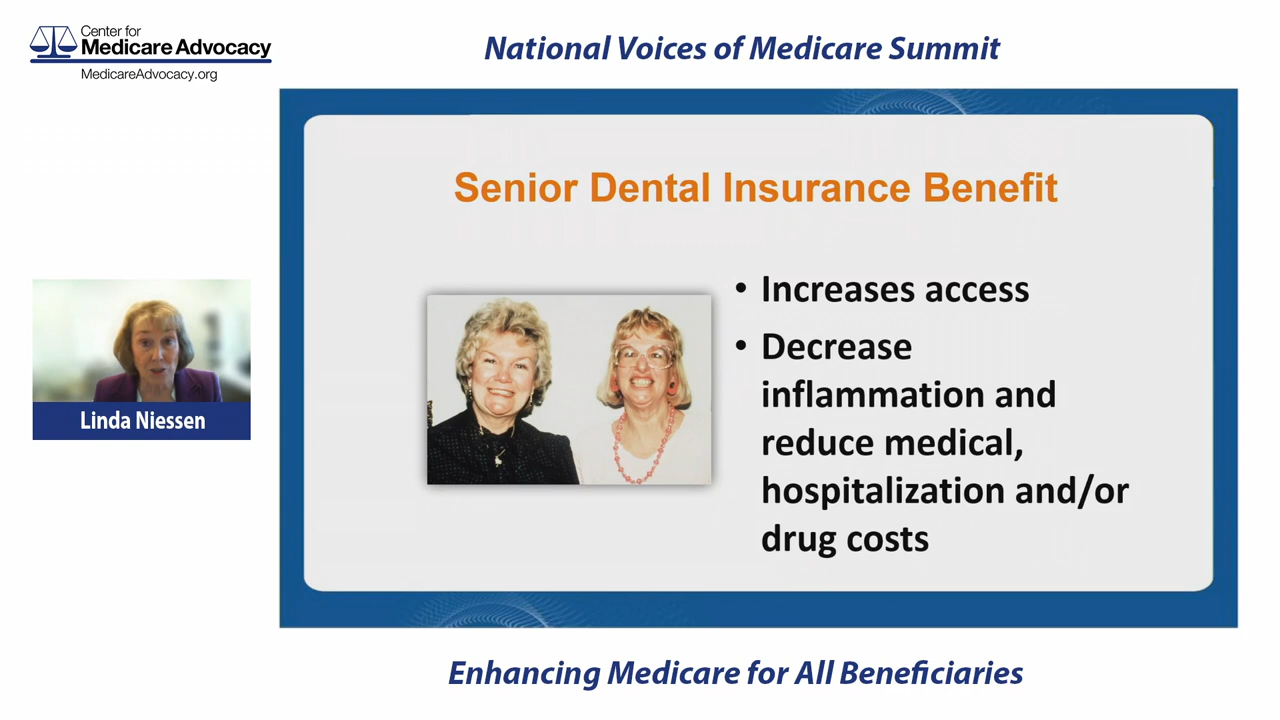 Center for
Medicare Advocacy
MedicareAdvocacy.org
National Voices of Medicare Summit
Senior Dental Insurance Benefit
• Increases access
• Decrease
inflammation and
reduce medical,
hospitalization and/or
drug costs
Linda Niessen
Enhancing Medicare for All Beneficiaries